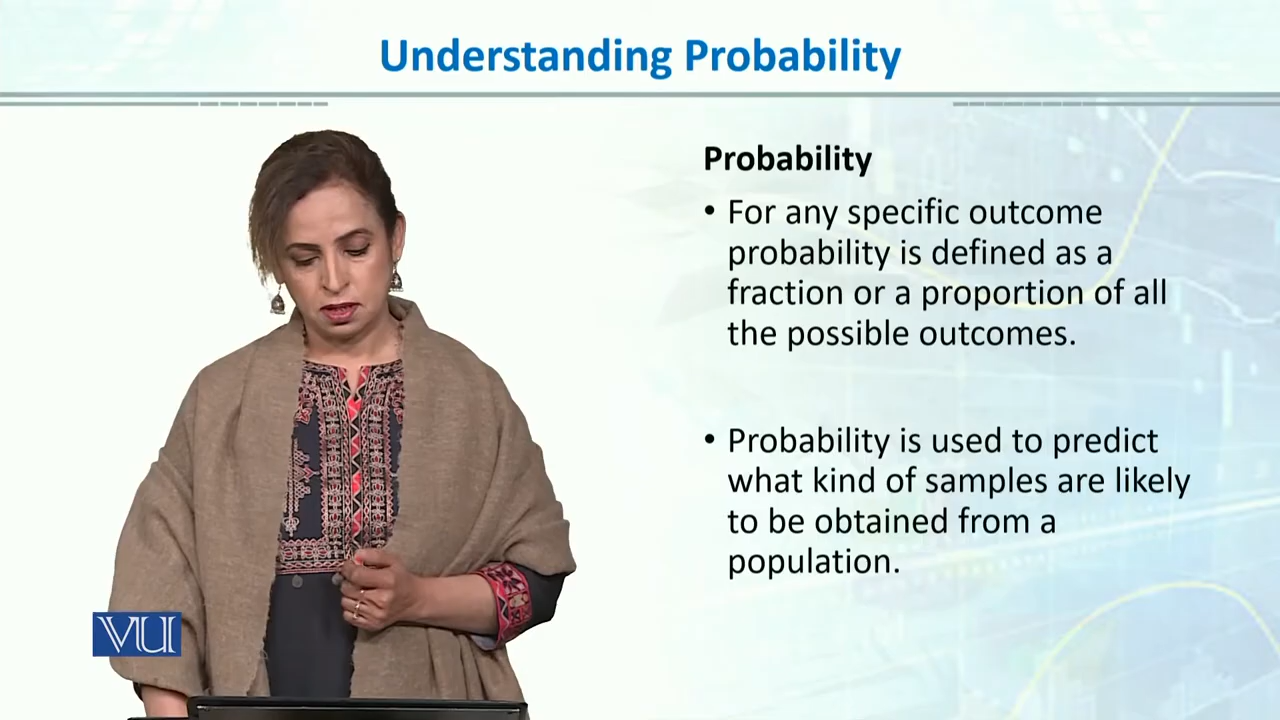 Understanding Probability
Probability
• For any specific outcome
probability is defined as a
fraction or a proportion of all
the possible outcomes.
• Probability is used to predict
what kind of samples are likely
to be obtained from a
population.
VU